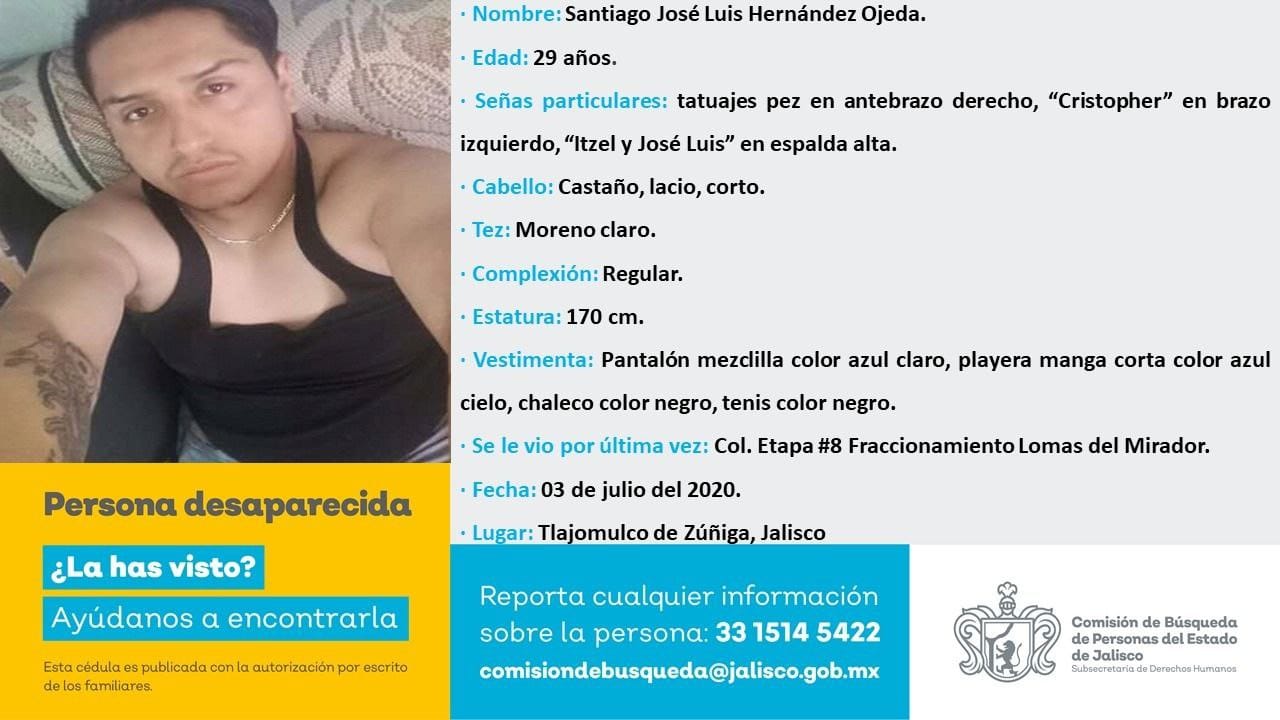 · Nombre: Santiago José Luis Hernández Ojeda.
· Edad: 29 años.
· Señas particulares: tatuajes pez en antebrazo derecho, “Cristopher” en brazo
izquierdo, “Itzel y José Luis” en espalda alta.
· Cabello: Castaño, lacio, corto.
· Tez: Moreno claro.
· Complexión: Regular.
· Estatura: 170 cm.
· Vestimenta: Pantalón mezclilla color azul claro, playera manga corta color azul
cielo, chaleco color negro, tenis color negro.
· Se le vio por última vez: Col. Etapa #8 Fraccionamiento Lomas del Mirador.
· Fecha: 03 de julio del 2020.
· Lugar: Tlajomulco de Zúñiga, Jalisco
Persona desaparecida
¿La has visto?
Ayúdanos a encontrarla
Esta cédula es publicada con la autorización por escrito
de los familiares.
Reporta cualquier información
sobre la persona: 33 1514 5422
comisiondebusqueda@jalisco.gob.mx
Comisión de Búsqueda
de Personas del Estado
de Jalisco
Subsecretaría de Derechos Humanos